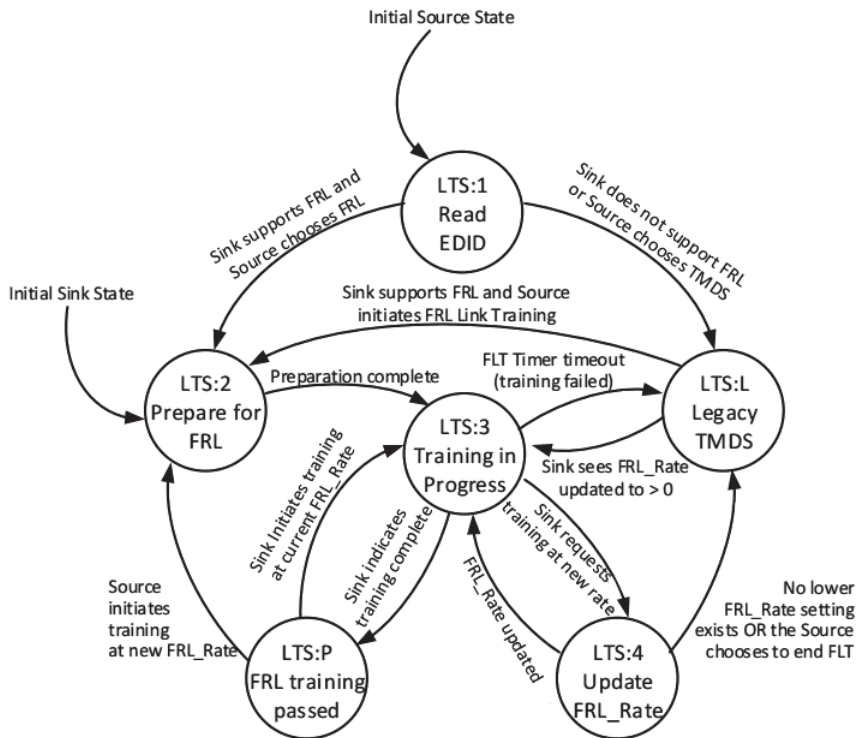 Initial Source State
LTS:1
Read
EDID
Sink supports FRL and
Source chooses FRL
Sink does not support FRL
or Source chooses TMDS
Initial Sink State
Sink supports FRL and Source
initiates FRL Link Training
LTS:2
Prepare for
FRL
Preparation complete
FLT Timer timeout
(training failed)
LTS:L
Legacy
TMDS
LTS:3
Training in
Progress
Sink sees FRL_Rate
updated to > 0
Sink Initiates training
at current FRL_Rate
Sink indicates
training complete
Sink requests
training at new rate
FRL_Rate updated
Source
initiates
training
at new FRL_Rate
No lower
FRL_Rate setting
exists OR the Source
chooses to end FLT
LTS:P
FRL training
passed
LTS:4
Update
FRL_Rate